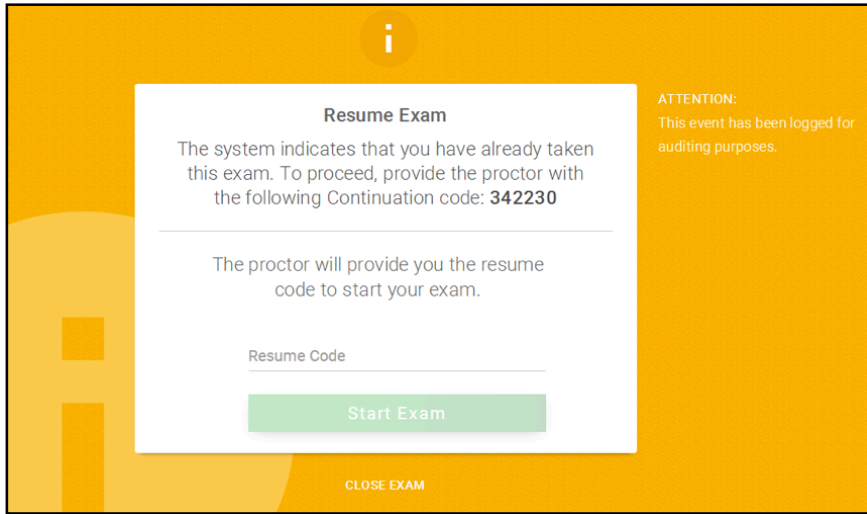 i
Resume Exam
The system indicates that you have already taken
this exam. To proceed, provide the proctor with
the following Continuation code: 342230
The proctor will provide you the resume
code to start your exam.
Resume Code
Start Exam
CLOSE EXAM
ATTENTION:
This event has been logged for
auditing purposes.